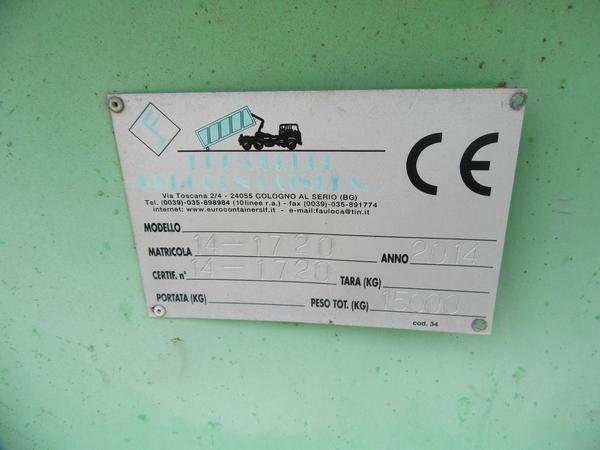 CE
Via Toscana 2/4 - 24055 COLOGNO AL SERIO (BG)
Tel. (0039)-035-898984 (10linee r.a.) - fax (0039)-035-891774
internet: www.eurocontainerslf.it - e-mail:fauloca@tin.it
MODELLO
MATRICOLA 14-1720 ANNO 2014
CERTIF. n° 14-1720 TARA (KG)
PORTATA (KG) PESO TOT. (KG) 15000
cod. 34